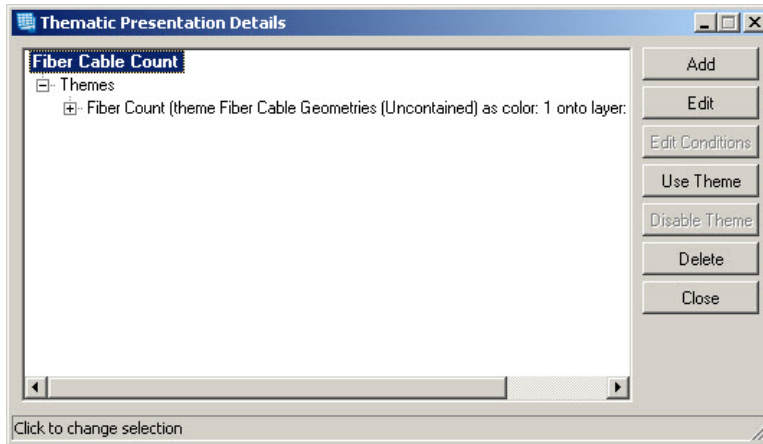 Thematic Presentation Details
Fiber Cable Count
Themes
Fiber Count (theme Fiber Cable Geometries (Uncontained) as color: 1 onto layer:
Add
Edit
Edit Conditions
Use Theme
Disable Theme
Delete
Close
Click to change selection